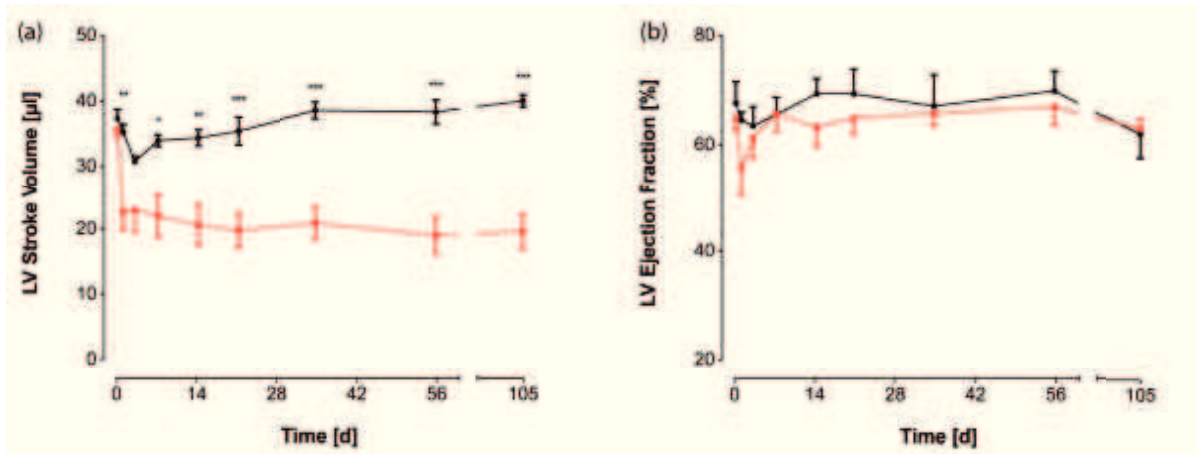 (a)
LV Stroke Volume [µl]
50
40
30
20
10
0
** * ** *** *** *** ***
0 14 28 42 56 105
Time [d]
(b)
LV Ejection Fraction [%]
80
60
40
20
0 14 28 42 56 105
Time [d]